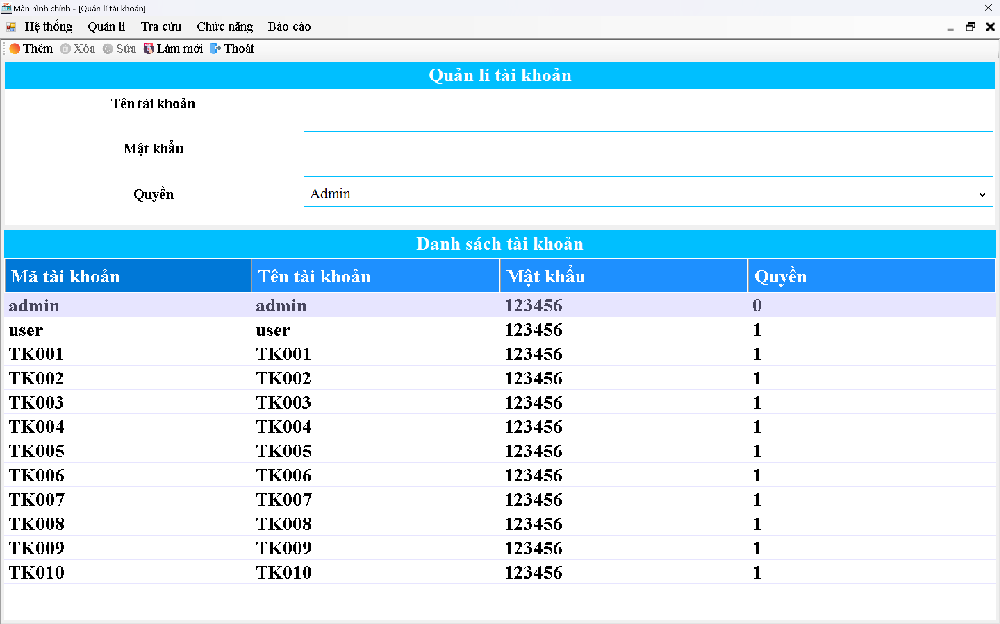 Màn hình chính - [Quản lí tài khoản]
Hệ thống Quản lí Tra cứu Chức năng Báo cáo
Thêm Xóa Sửa Làm mới Thoát
Quản lí tài khoản
Tên tài khoản
Mật khẩu
Quyền Admin
Danh sách tài khoản
Mã tài khoản Tên tài khoản Mật khẩu Quyền
admin admin 123456 0
user user 123456 1
TK001 TK001 123456 1
TK002 TK002 123456 1
TK003 TK003 123456 1
TK004 TK004 123456 1
TK005 TK005 123456 1
TK006 TK006 123456 1
TK007 TK007 123456 1
TK008 TK008 123456 1
TK009 TK009 123456 1
TK010 TK010 123456 1